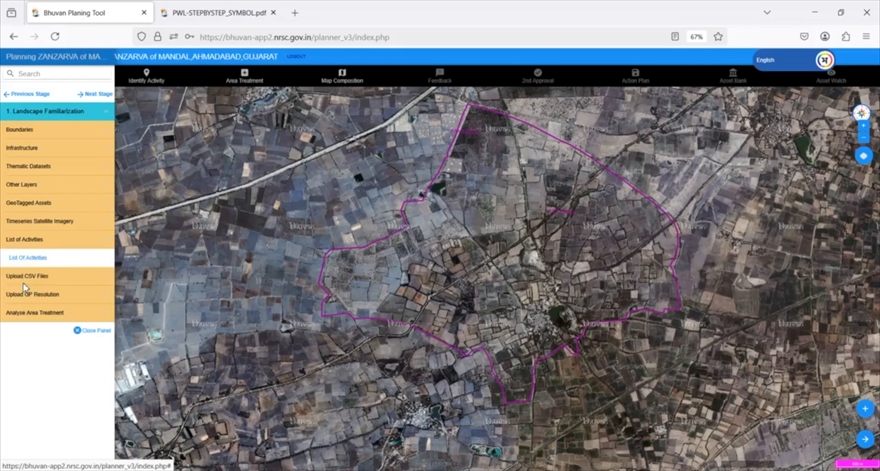 Bhuvan Planing Tool
PWL-STEPBYSTEP_SYMBOL.pdf
https://bhuvan-app2.nrsc.gov.in/planner_v3/index.php
67%
Planning ZANZARVA of MA...
ANZARVA of MANDAL,AHMADABAD,GUJARAT
LOGOUT
English
Search
Identify Activity
Area Treatment
Map Composition
Feedback
2nd Approval
Action Plan
Asset Bank
Asset Watch
Previous Stage
Next Stage
1. Landscape Familiarization
Boundaries
Infrastructure
Thematic Datasets
Other Layers
GeoTagged Assets
Timeseries Satellite Imagery
List of Activities
List Of Activities
Upload CSV Files
Upload GP Resolution
Analyse Area Treatment
Close Panel
https://bhuvan-app2.nrsc.gov.in/planner_v3/index.php#